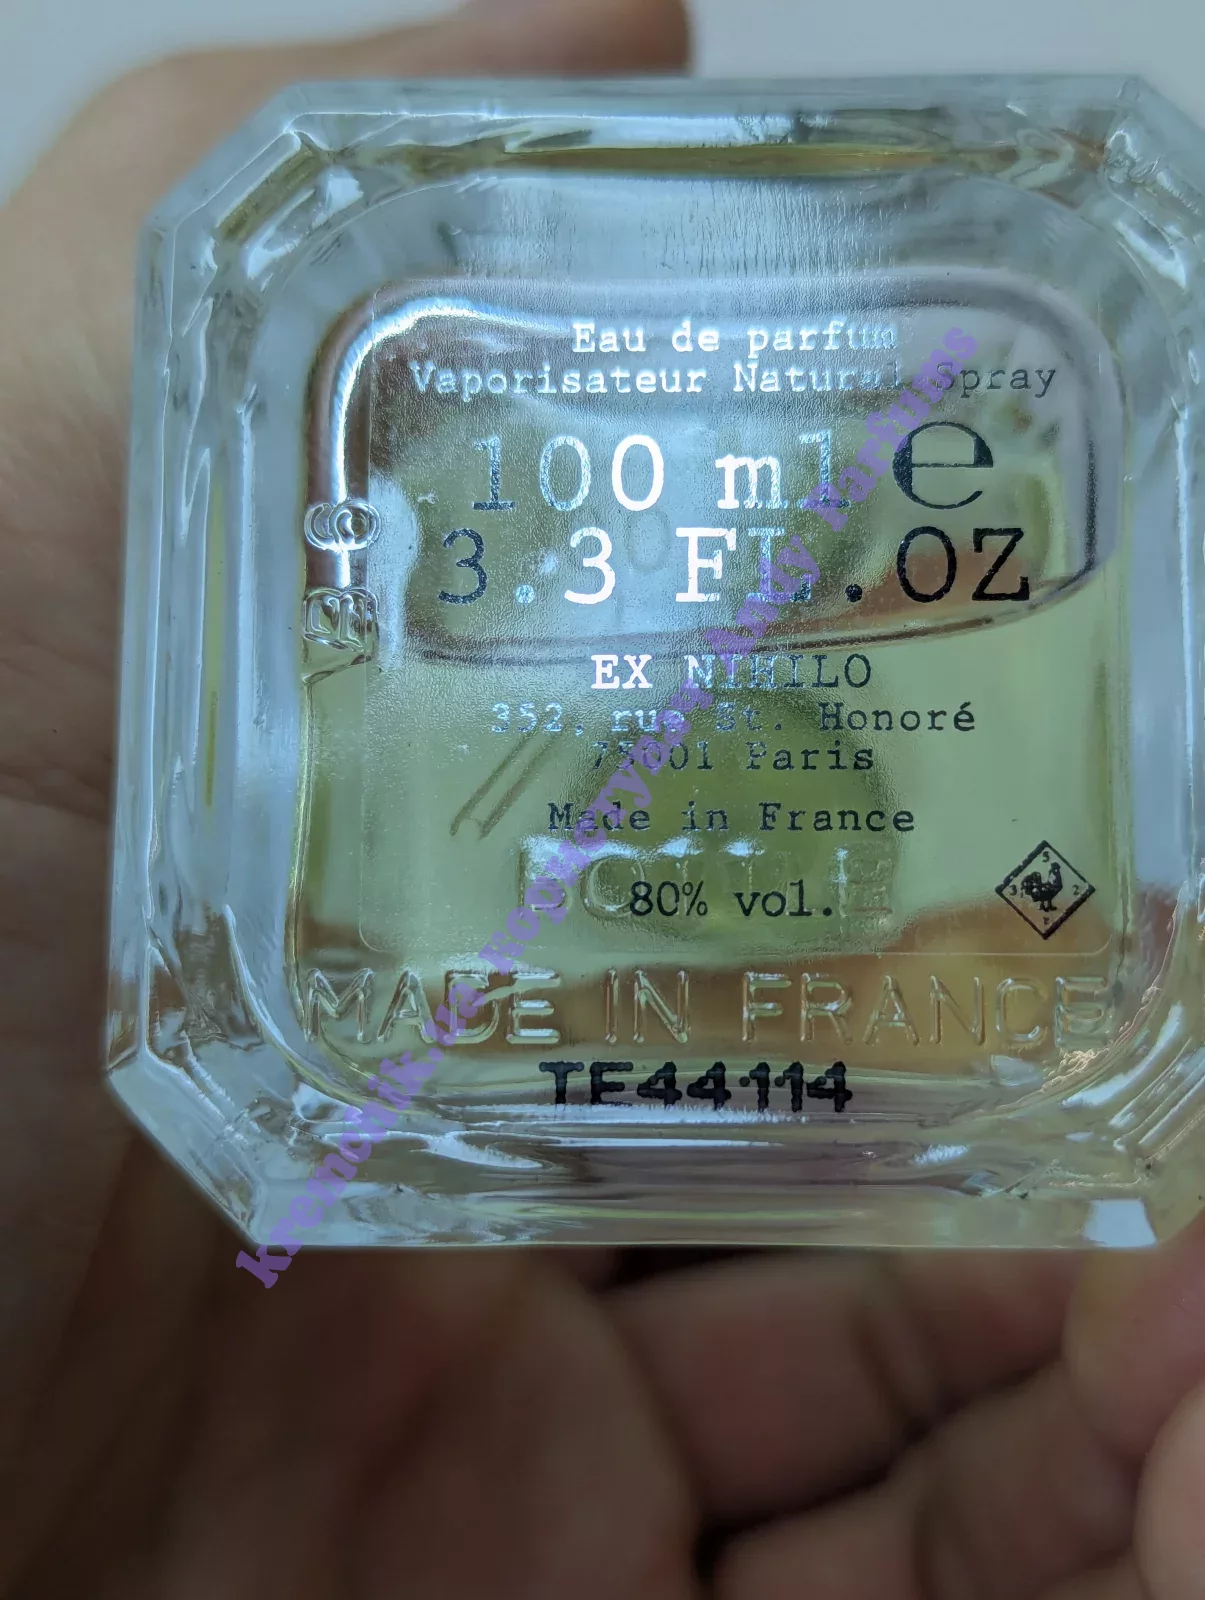 Eau de parfum
Vaporisateur Natural Spray
100 ml e
3.3 FL.OZ
EX NIHILO
352, rue St. Honoré
75001 Paris
Made in France
80% vol.
MADE IN FRANCE
TE44114